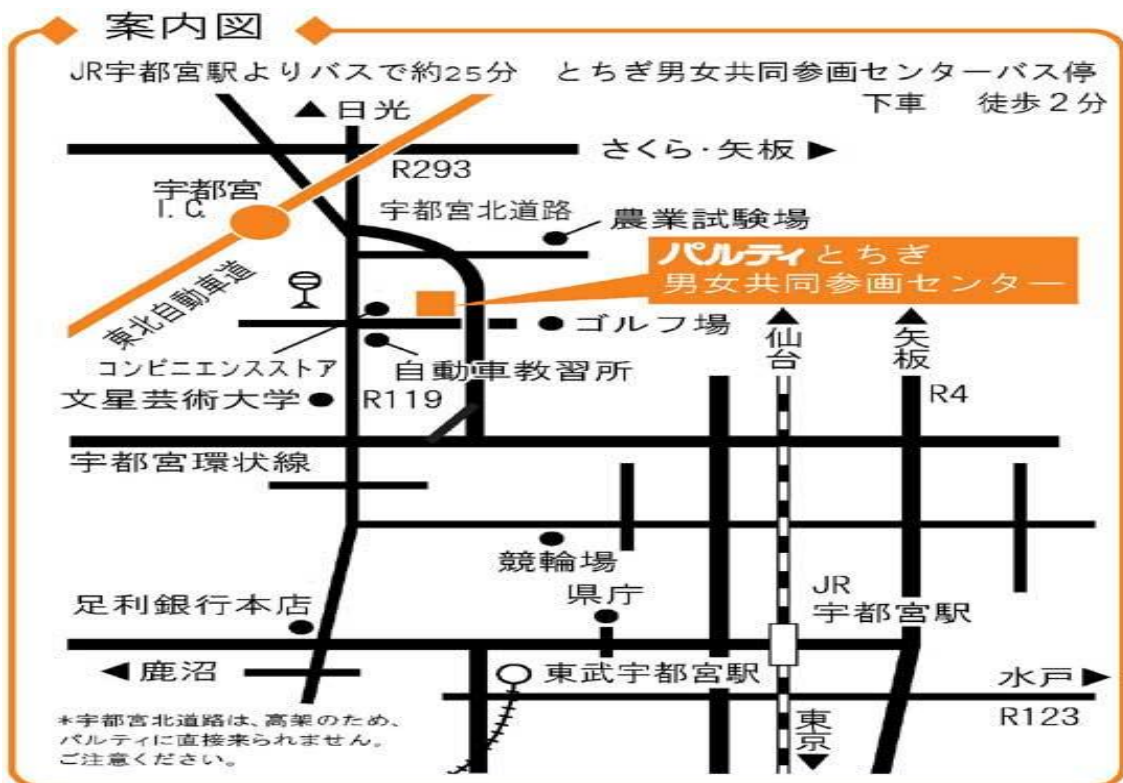 案内図
JR宇都宮駅よりバスで約25分 とちぎ男女共同参画センターバス停
下車 徒歩2分
▲日光
さくら・矢板▶
R293
宇都宮
I.C.
宇都宮北道路
農業試験場
パルティとちぎ
男女共同参画センター
東北自動車道
ゴルフ場
コンビニエンスストア
自動車教習所
▲仙台
▲矢板
文星芸術大学
R119
R4
宇都宮環状線
競輪場
足利銀行本店
県庁
JR
宇都宮駅
◀鹿沼
東武宇都宮駅
水戸▶
R123
東京▼
*宇都宮北道路は、高架のため、
パルティに直接来られません。
ご注意ください。